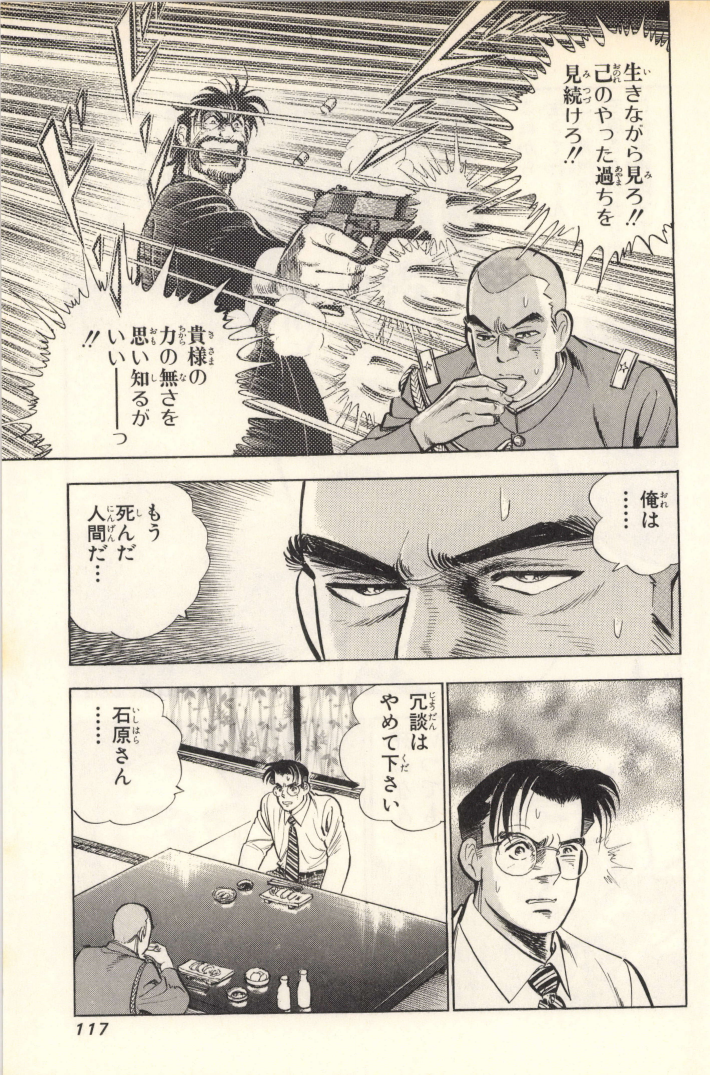 生きながら見ろ!!
己のやった過ちを
見続けろ!!
貴様の
力の無さを
思い知るが
いい――っ
!!
俺は
……
もう
死んだ
人間だ…
冗談は
やめて下さい
石原さん
……
117